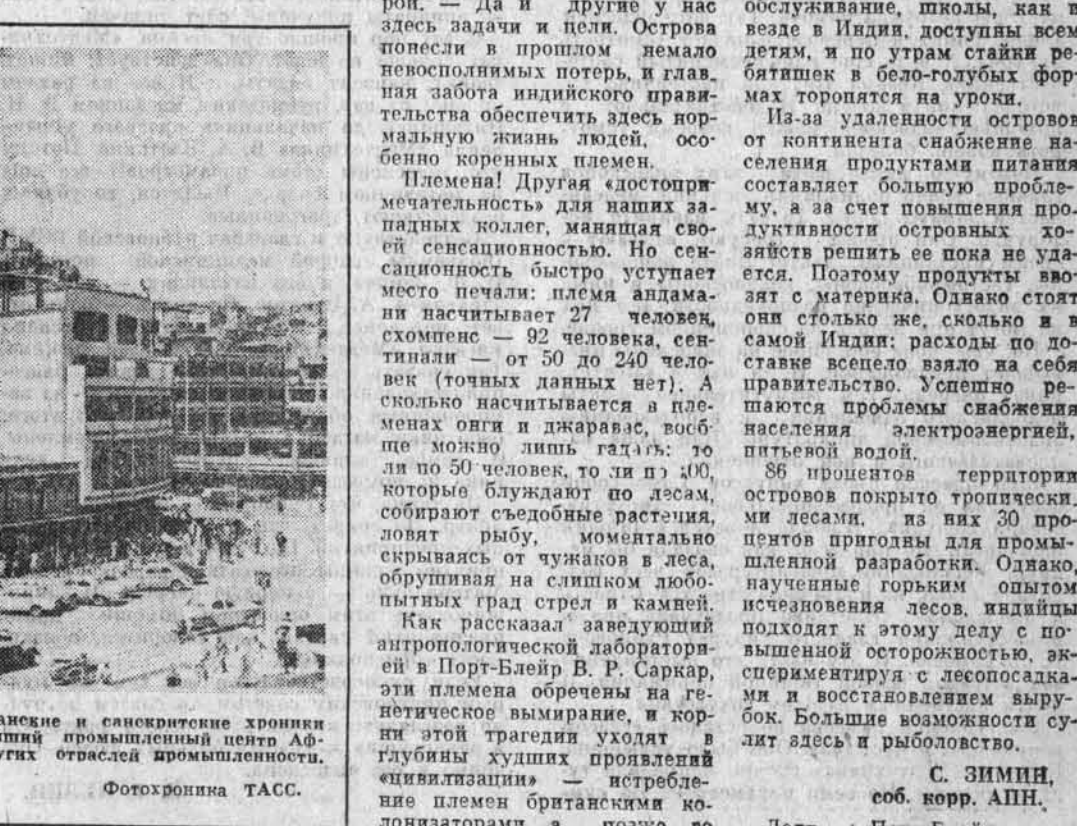 анские и санскритские хроники
ший промышленный центр Аф-
угих отраслей промышленности.
Фотохроника ТАСС.
рой. — Да и другие у нас
здесь задачи и цели. Острова
понесли в прошлом немало
невосполнимых потерь, и глав.
ная забота индийского прави-
тельства обеспечить здесь нор-
мальную жизнь людей, осо-
бенно коренных племен.
Племена! Другая «достопри-
мечательность» для наших за-
падных коллег, манящая сво-
ей сенсационностью. Но сен-
сационность быстро уступает
место печали: племя андама-
ни насчитывает 27 человек,
схомпенс — 92 человека, сен-
тинали — от 50 до 240 чело-
век (точных данных нет). А
сколько насчитывается в пле-
менах онги и джаравас, вооб-
ще можно лишь гадать: то
ли по 50 человек, то ли по
которые блуждают по лесам,
собирают съедобные растения,
ловят рыбу, моментально
скрываясь от чужаков в леса,
обрушивая на слишком любо-
пытных град стрел и камней.
Как рассказал заведующий
антропологической лаборатори-
ей в Порт-Блейр В. Р. Саркар,
эти племена обречены на ге-
нетическое вымирание, и кор-
ни этой трагедии уходят в
глубины худших проявлений
«цивилизации» — истребле-
ние племен британскими ко-
лонизаторами, а позже
обслуживание, школы, как и
везде в Индии, доступны всем
детям, и по утрам стайки ре-
бятишек в бело-голубых фор-
мах торопятся на уроки.
Из-за удаленности островов
от континента снабжение на-
селения продуктами питания
составляет большую пробле-
му, а за счет повышения про-
дуктивности островных хо-
зяйств решить ее пока не уда-
ется. Поэтому продукты вво-
зят с материка. Однако стоят
они столько же, сколько и в
самой Индии: расходы по до-
ставке всецело взяло на себя
правительство. Успешно ре-
шаются проблемы снабжения
населения электроэнергией,
питьевой водой.
86 процентов территории
островов покрыто тропически.
ми лесами, из них 30 про-
центов пригодны для промы-
шленной разработки. Однако,
наученные горьким опытом
исчезновения лесов, индийцы
подходят к этому делу с по-
вышенной осторожностью, эк-
спериментируя с лесопосадка-
ми и восстановлением выру-
бок. Большие возможности су-
лит здесь и рыболовство.
С. ЗИМИН,
соб. корр. АПН.